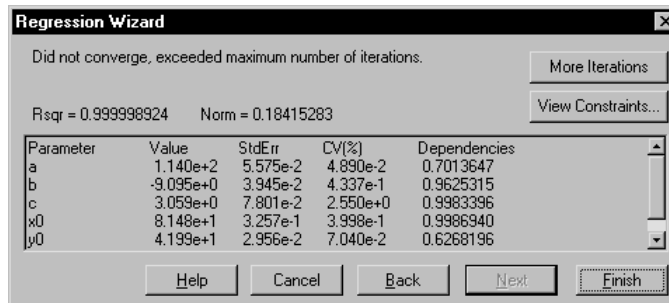 Regression Wizard
Did not converge, exceeded maximum number of iterations.
More Iterations
Rsqr = 0.999998924 Norm = 0.18415283
View Constraints...
Parameter Value StdErr CV(%) Dependencies
a 1.140e+2 5.575e-2 4.890e-2 0.7013647
b -9.095e+0 3.945e-2 4.337e-1 0.9625315
c 3.059e+0 7.801e-2 2.550e+0 0.9983396
x0 8.148e+1 3.257e-1 3.998e-1 0.9986940
y0 4.199e+1 2.956e-2 7.040e-2 0.6268196
Help Cancel Back Next Finish